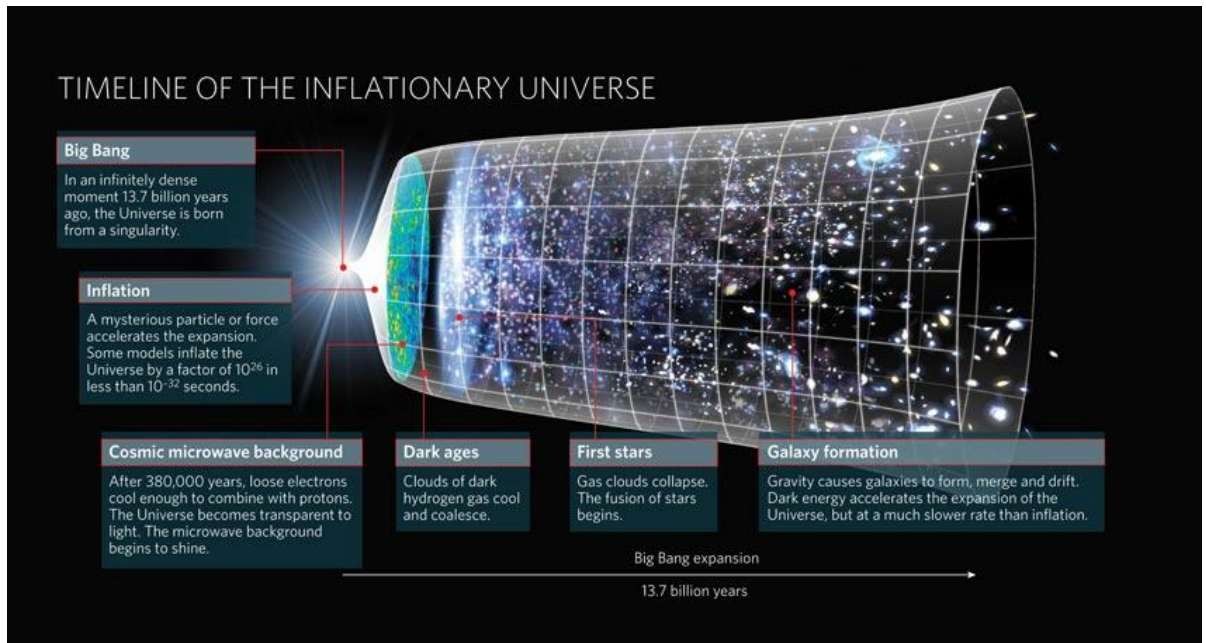 TIMELINE OF THE INFLATIONARY UNIVERSE
Big Bang
In an infinitely dense
moment 13.7 billion years
ago, the Universe is born
from a singularity.
Inflation
A mysterious particle or force
accelerates the expansion.
Some models inflate the
Universe by a factor of 10²⁶ in
less than 10⁻³² seconds.
Cosmic microwave background
After 380,000 years, loose electrons
cool enough to combine with protons.
The Universe becomes transparent to
light. The microwave background
begins to shine.
Dark ages
Clouds of dark
hydrogen gas cool
and coalesce.
First stars
Gas clouds collapse.
The fusion of stars
begins.
Galaxy formation
Gravity causes galaxies to form, merge and drift.
Dark energy accelerates the expansion of the
Universe, but at a much slower rate than inflation.
Big Bang expansion
13.7 billion years